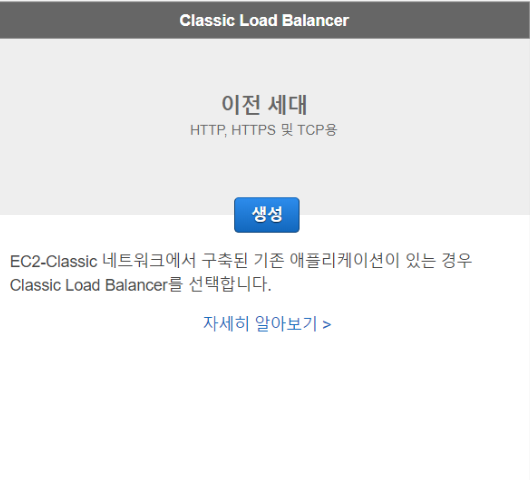 Classic Load Balancer
이전 세대
HTTP, HTTPS 및 TCP용
생성
EC2-Classic 네트워크에서 구축된 기존 애플리케이션이 있는 경우
Classic Load Balancer를 선택합니다.
자세히 알아보기 >